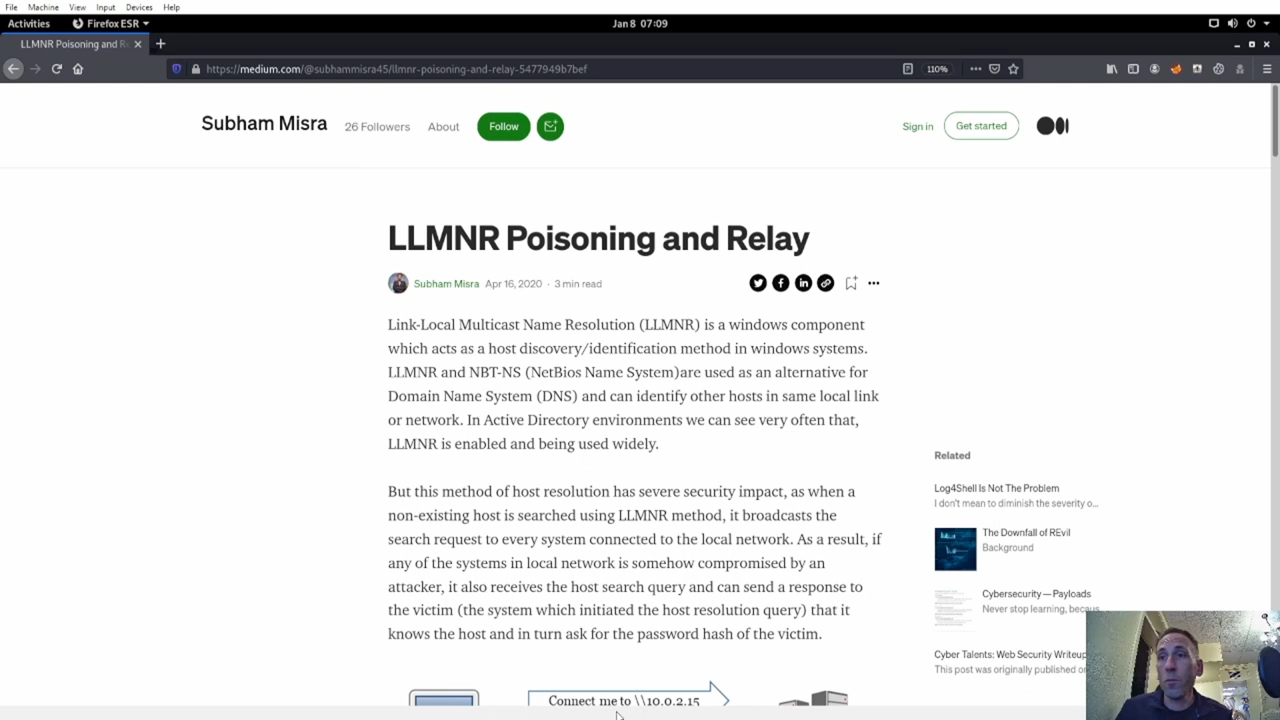 File Machine View Input Devices Help
Activities Firefox ESR Jan 8 07:09
LLMNR Poisoning and R
https://medium.com/@subhammisra45/llmnr-poisoning-and-relay-5477949b7bef 110%
Subham Misra 26 Followers About Follow Sign in Get started
LLMNR Poisoning and Relay
Subham Misra Apr 16, 2020 · 3 min read
Link-Local Multicast Name Resolution (LLMNR) is a windows component
which acts as a host discovery/identification method in windows systems.
LLMNR and NBT-NS (NetBios Name System)are used as an alternative for
Domain Name System (DNS) and can identify other hosts in same local link
or network. In Active Directory environments we can see very often that,
LLMNR is enabled and being used widely.
But this method of host resolution has severe security impact, as when a
non-existing host is searched using LLMNR method, it broadcasts the
search request to every system connected to the local network. As a result, if
any of the systems in local network is somehow compromised by an
attacker, it also receives the host search query and can send a response to
the victim (the system which initiated the host resolution query) that it
knows the host and in turn ask for the password hash of the victim.
Connect me to \\10.0.2.15
Related
Log4Shell Is Not The Problem
I don't mean to diminish the severity o...
The Downfall of REvil
Background
Cybersecurity — Payloads
Never stop learning, becaus
Cyber Talents: Web Security Writeup
This post was originally published on